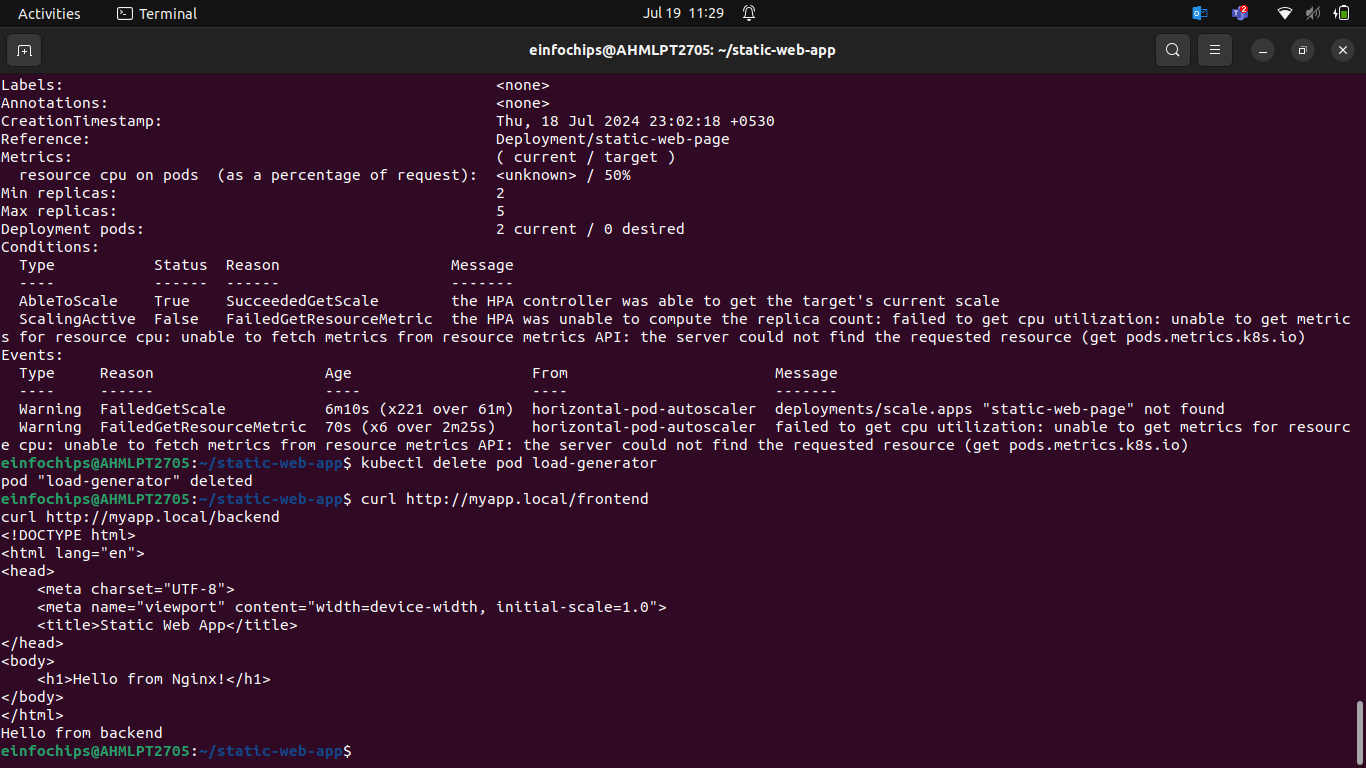 Activities Terminal Jul 19 11:29 2
einfochips@AHMLPT2705: ~/static-web-app
Labels: <none>
Annotations: <none>
CreationTimestamp: Thu, 18 Jul 2024 23:02:18 +0530
Reference: Deployment/static-web-page
Metrics: ( current / target )
  resource cpu on pods  (as a percentage of request): <unknown> / 50%
Min replicas: 2
Max replicas: 5
Deployment pods: 2 current / 0 desired
Conditions:
  Type           Status  Reason                   Message
  ----           ------  ------                   -------
  AbleToScale    True    SucceededGetScale        the HPA controller was able to get the target's current scale
  ScalingActive  False   FailedGetResourceMetric  the HPA was unable to compute the replica count: failed to get cpu utilization: unable to get metric
s for resource cpu: unable to fetch metrics from resource metrics API: the server could not find the requested resource (get pods.metrics.k8s.io)
Events:
  Type     Reason                   Age                    From                       Message
  ----     ------                   ----                   ----                       -------
  Warning  FailedGetScale           6m10s (x221 over 61m)  horizontal-pod-autoscaler  deployments/scale.apps "static-web-page" not found
  Warning  FailedGetResourceMetric  70s (x6 over 2m25s)    horizontal-pod-autoscaler  failed to get cpu utilization: unable to get metrics for resourc
e cpu: unable to fetch metrics from resource metrics API: the server could not find the requested resource (get pods.metrics.k8s.io)
einfochips@AHMLPT2705:~/static-web-app$ kubectl delete pod load-generator
pod "load-generator" deleted
einfochips@AHMLPT2705:~/static-web-app$ curl http://myapp.local/frontend
curl http://myapp.local/backend
<!DOCTYPE html>
<html lang="en">
<head>
    <meta charset="UTF-8">
    <meta name="viewport" content="width=device-width, initial-scale=1.0">
    <title>Static Web App</title>
</head>
<body>
    <h1>Hello from Nginx!</h1>
</body>
</html>
Hello from backend
einfochips@AHMLPT2705:~/static-web-app$